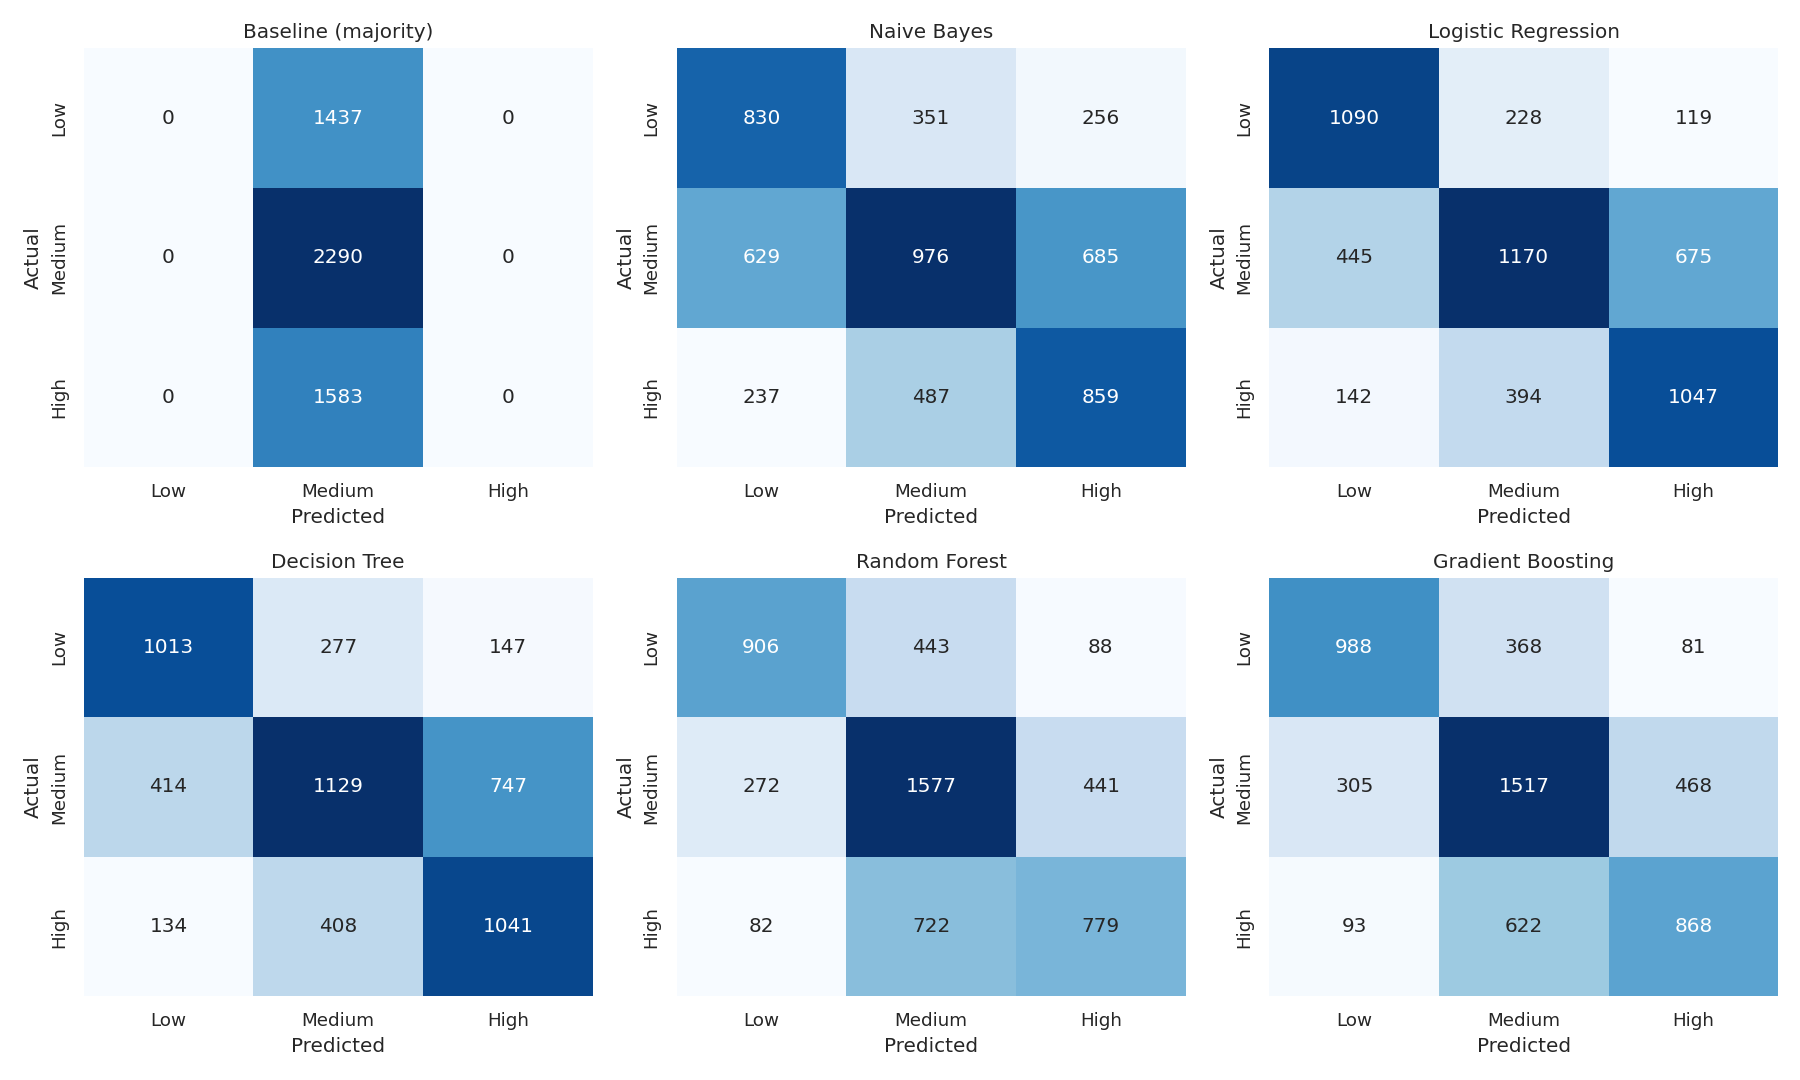 Baseline (majority)
Low
0 1437 0
Actual
Medium
0 2290 0
High
0 1583 0
Low Medium High
Predicted
Naive Bayes
Low
830 351 256
Actual
Medium
629 976 685
High
237 487 859
Low Medium High
Predicted
Logistic Regression
Low
1090 228 119
Actual
Medium
445 1170 675
High
142 394 1047
Low Medium High
Predicted
Decision Tree
Low
1013 277 147
Actual
Medium
414 1129 747
High
134 408 1041
Low Medium High
Predicted
Random Forest
Low
906 443 88
Actual
Medium
272 1577 441
High
82 722 779
Low Medium High
Predicted
Gradient Boosting
Low
988 368 81
Actual
Medium
305 1517 468
High
93 622 868
Low Medium High
Predicted